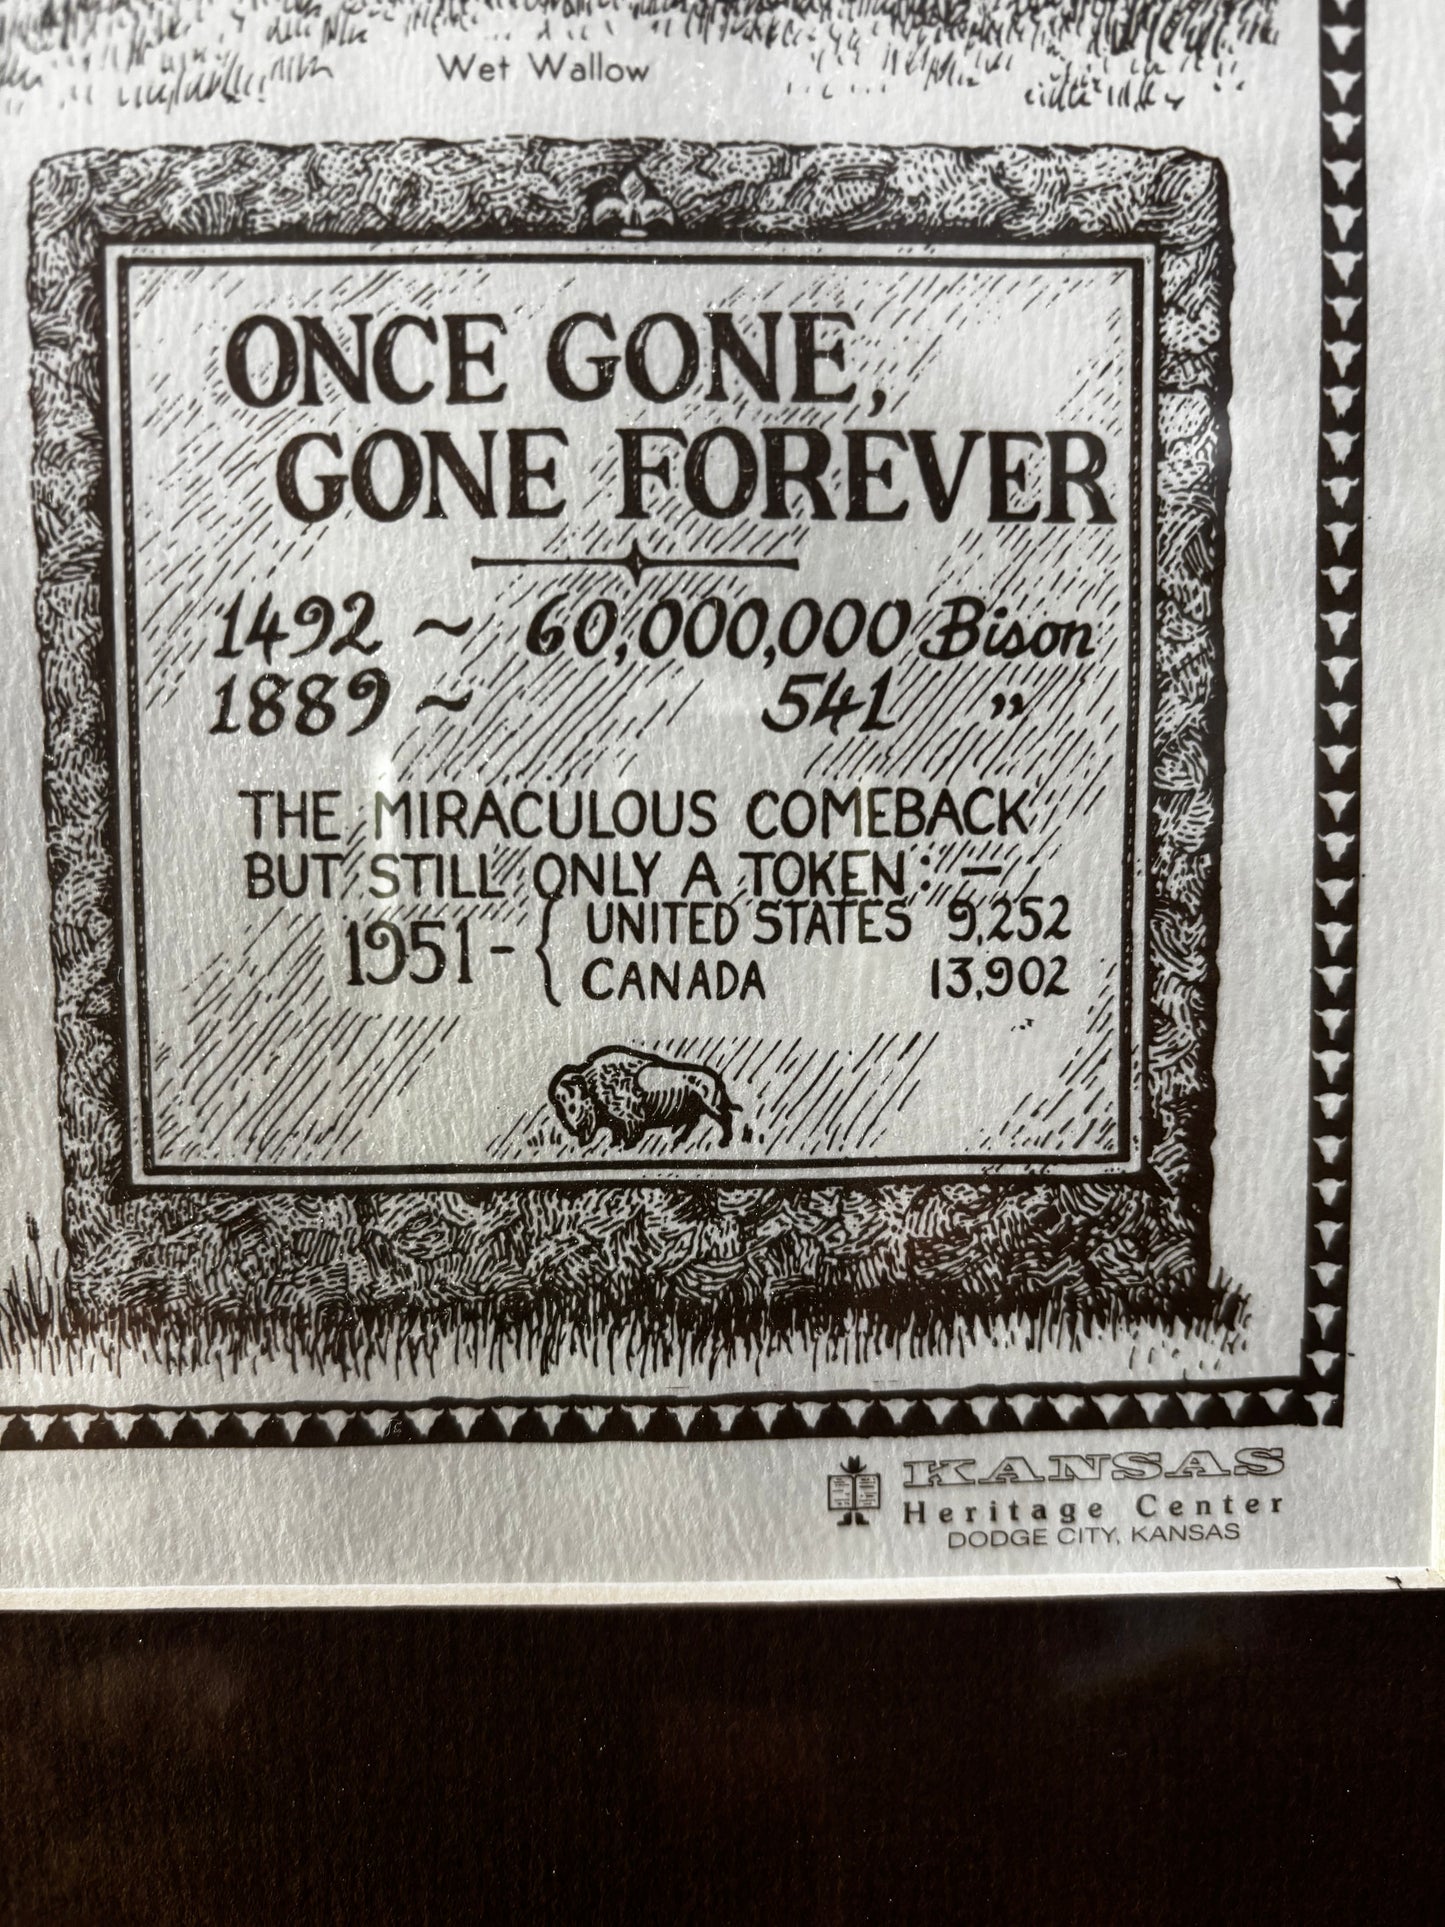 Wet Wallow
ONCE GONE,
GONE FOREVER
1492 ~ 60,000,000 Bison
1889 ~ 541 "
THE MIRACULOUS COMEBACK
BUT STILL ONLY A TOKEN: —
1951 - { UNITED STATES 9,252
CANADA 13,902
KANSAS
Heritage Center
DODGE CITY, KANSAS